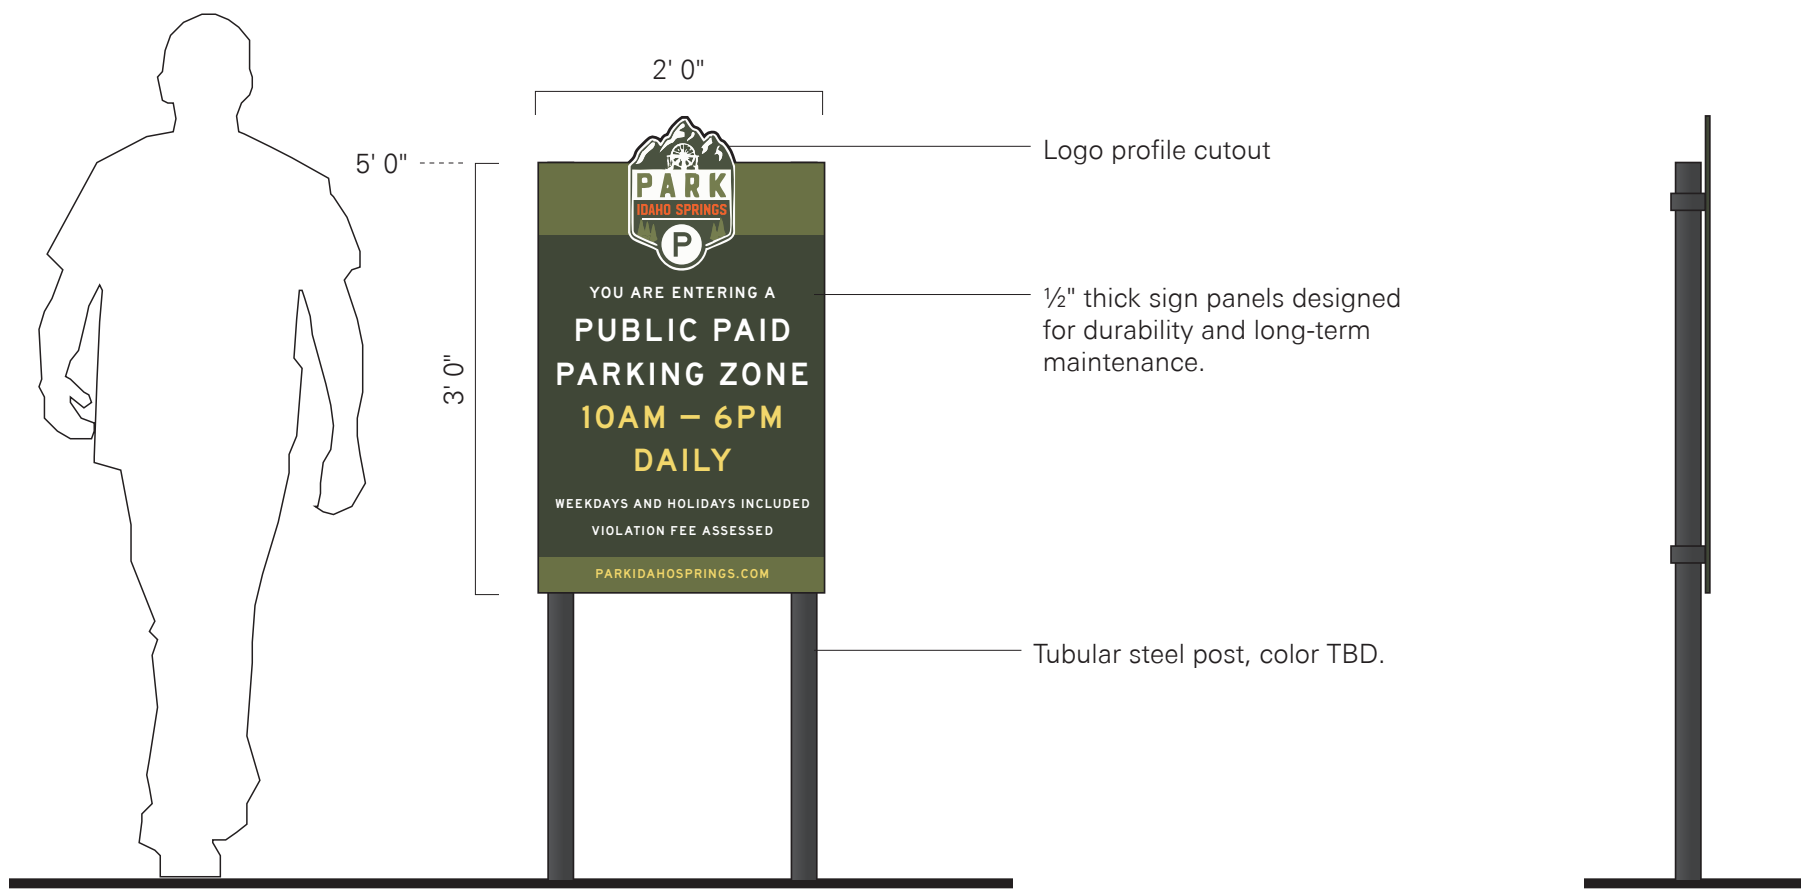 2' 0"
5' 0"
3' 0"
PARK
IDAHO SPRINGS
P
YOU ARE ENTERING A
PUBLIC PAID
PARKING ZONE
10AM – 6PM
DAILY
WEEKDAYS AND HOLIDAYS INCLUDED
VIOLATION FEE ASSESSED
PARKIDAHOSPRINGS.COM
Logo profile cutout
½" thick sign panels designed
for durability and long-term
maintenance.
Tubular steel post, color TBD.